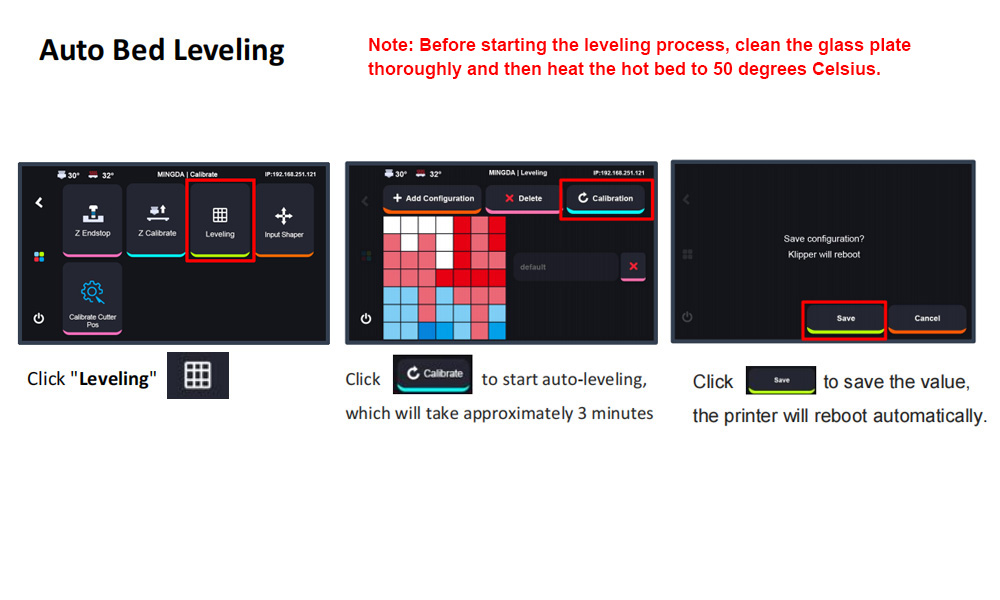 Auto Bed Leveling
Note: Before starting the leveling process, clean the glass plate
thoroughly and then heat the hot bed to 50 degrees Celsius.
30° 32° MINGDA | Calibrate IP:192.168.251.121
Z Endstop Z Calibrate Leveling Input Shaper
Calibrate Cutter
Pos
30° 32° MINGDA | Leveling IP:192.168.251.121
Add Configuration Delete Calibration
default
Save configuration?
Klipper will reboot
Save Cancel
Click "Leveling"
Click Calibrate to start auto-leveling,
which will take approximately 3 minutes
Click Save to save the value,
the printer will reboot automatically.